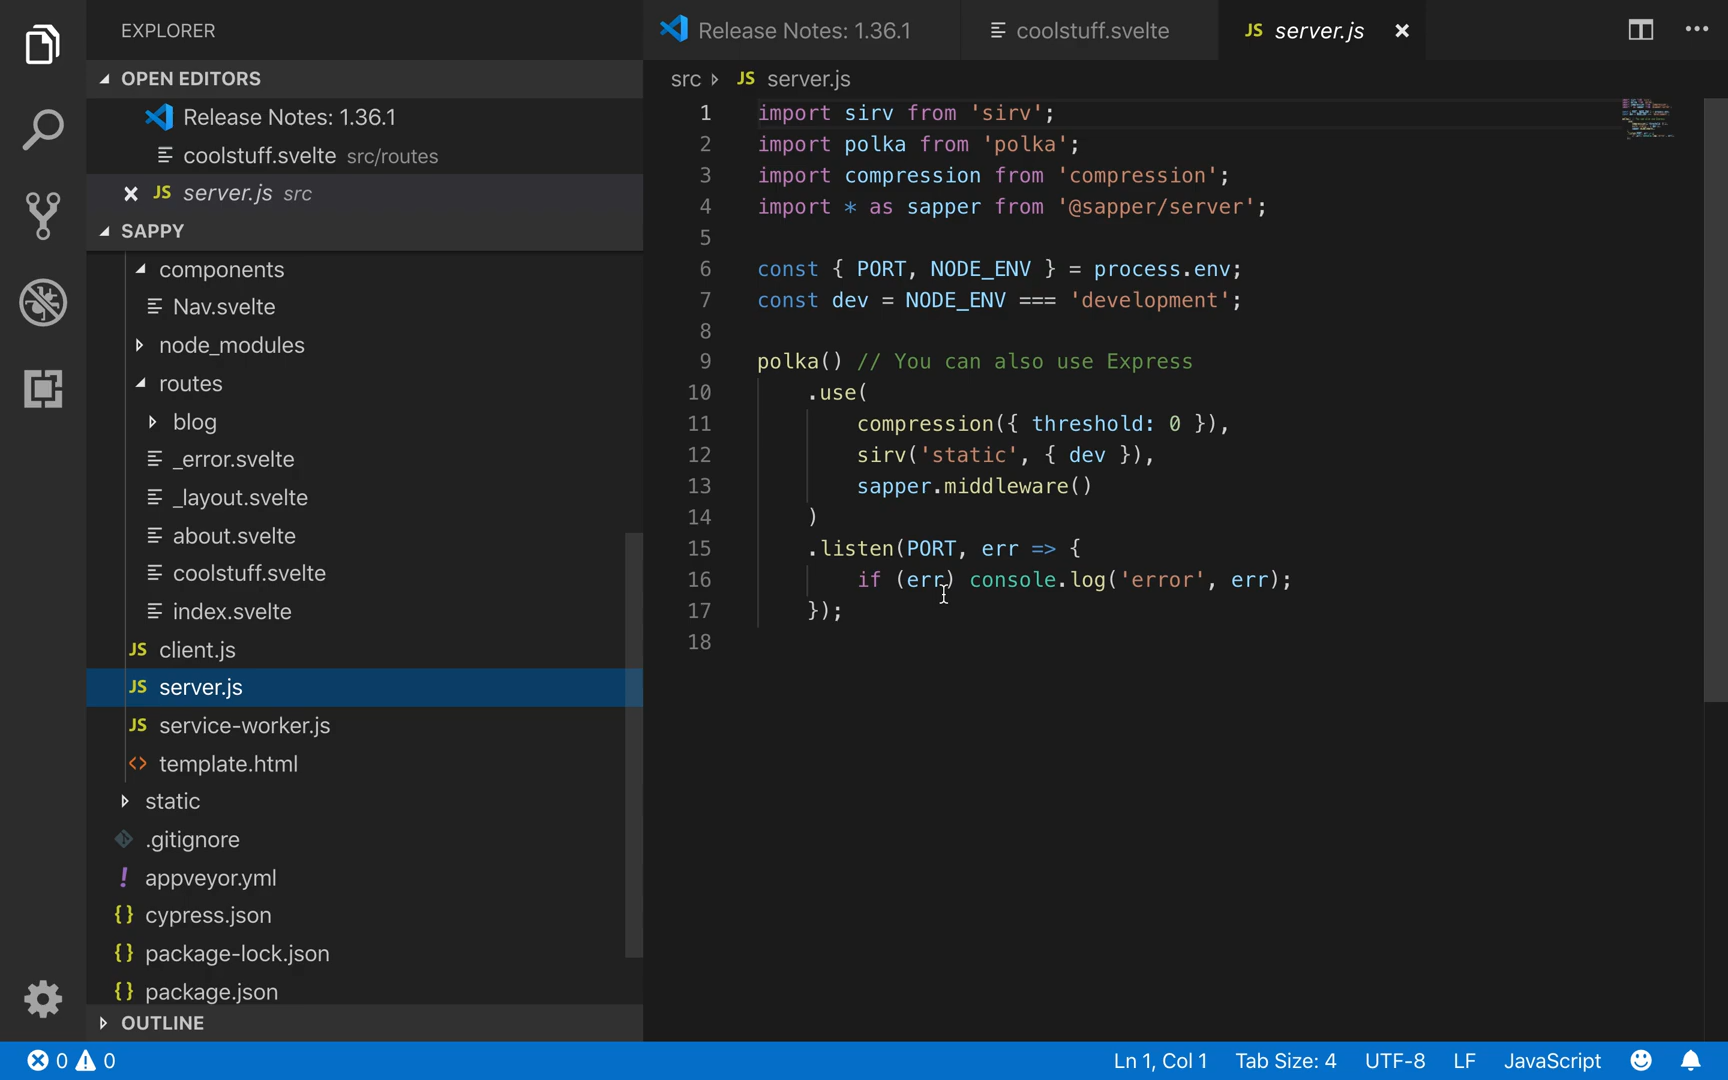 EXPLORER
OPEN EDITORS
Release Notes: 1.36.1
coolstuff.svelte src/routes
JS server.js src
SAPPY
components
Nav.svelte
node_modules
routes
blog
_error.svelte
_layout.svelte
about.svelte
coolstuff.svelte
index.svelte
JS client.js
JS server.js
JS service-worker.js
<> template.html
static
.gitignore
! appveyor.yml
{} cypress.json
{} package-lock.json
{} package.json
OUTLINE
Release Notes: 1.36.1
coolstuff.svelte
JS server.js
src JS server.js
1 import sirv from 'sirv';
2 import polka from 'polka';
3 import compression from 'compression';
4 import * as sapper from '@sapper/server';
5
6 const { PORT, NODE_ENV } = process.env;
7 const dev = NODE_ENV === 'development';
8
9 polka() // You can also use Express
10 .use(
11 compression({ threshold: 0 }),
12 sirv('static', { dev }),
13 sapper.middleware()
14 )
15 .listen(PORT, err => {
16 if (err) console.log('error', err);
17 });
18
0 0 Ln 1, Col 1 Tab Size: 4 UTF-8 LF JavaScript